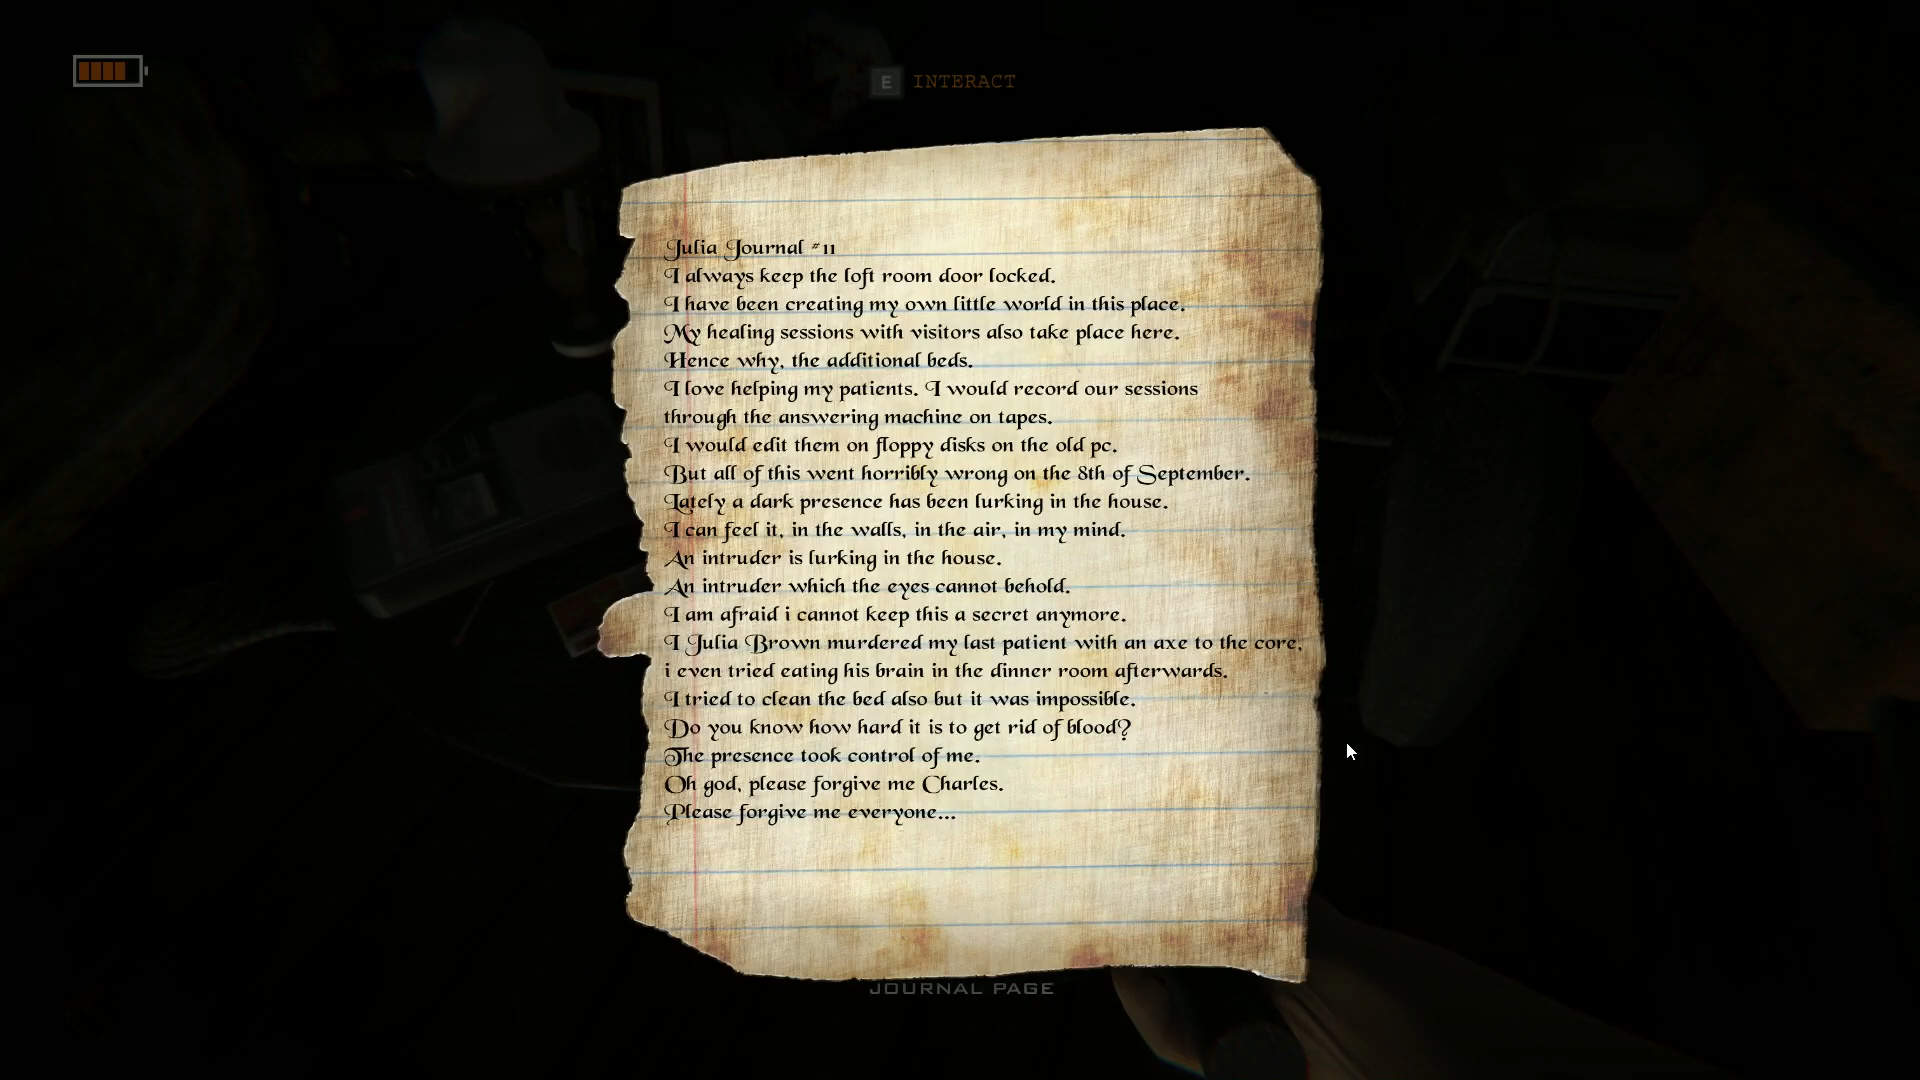 E INTERACT
Julia Journal #11
I always keep the loft room door locked.
I have been creating my own little world in this place.
My healing sessions with visitors also take place here.
Hence why, the additional beds.
I love helping my patients. I would record our sessions
through the answering machine on tapes.
I would edit them on floppy disks on the old pc.
But all of this went horribly wrong on the 8th of September.
Lately a dark presence has been lurking in the house.
I can feel it, in the walls, in the air, in my mind.
An intruder is lurking in the house.
An intruder which the eyes cannot behold.
I am afraid i cannot keep this a secret anymore.
I Julia Brown murdered my last patient with an axe to the core,
i even tried eating his brain in the dinner room afterwards.
I tried to clean the bed also but it was impossible.
Do you know how hard it is to get rid of blood?
The presence took control of me.
Oh god, please forgive me Charles.
Please forgive me everyone...
JOURNAL PAGE